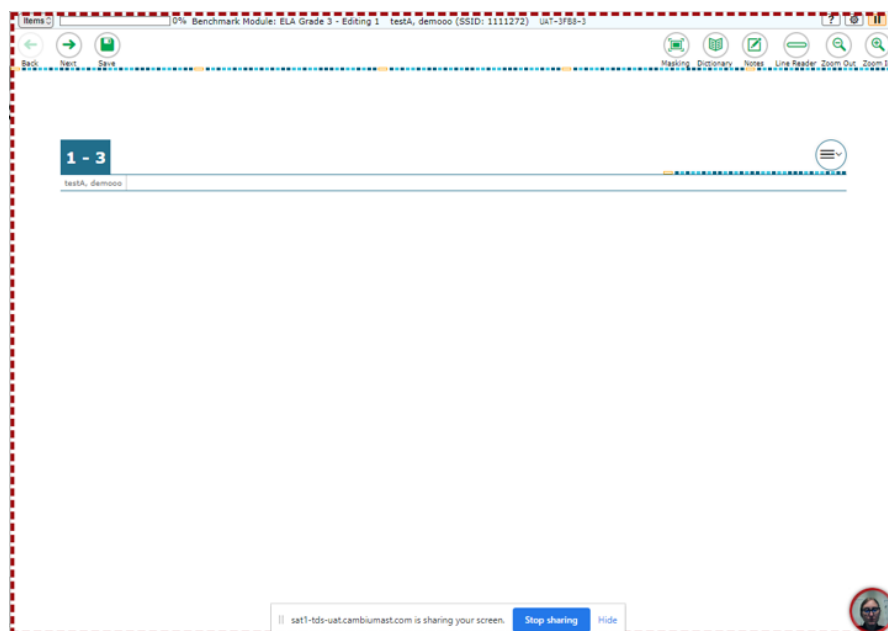 Items 0% Benchmark Module: ELA Grade 3 - Editing 1 testA, demooo (SSID: 1111272) UAT-3F88-3 ?
Back Next Save Masking Dictionary Notes Line Reader Zoom Out Zoom I
1 - 3
testA, demooo
sat1-tds-uat.cambiumast.com is sharing your screen. Stop sharing Hide